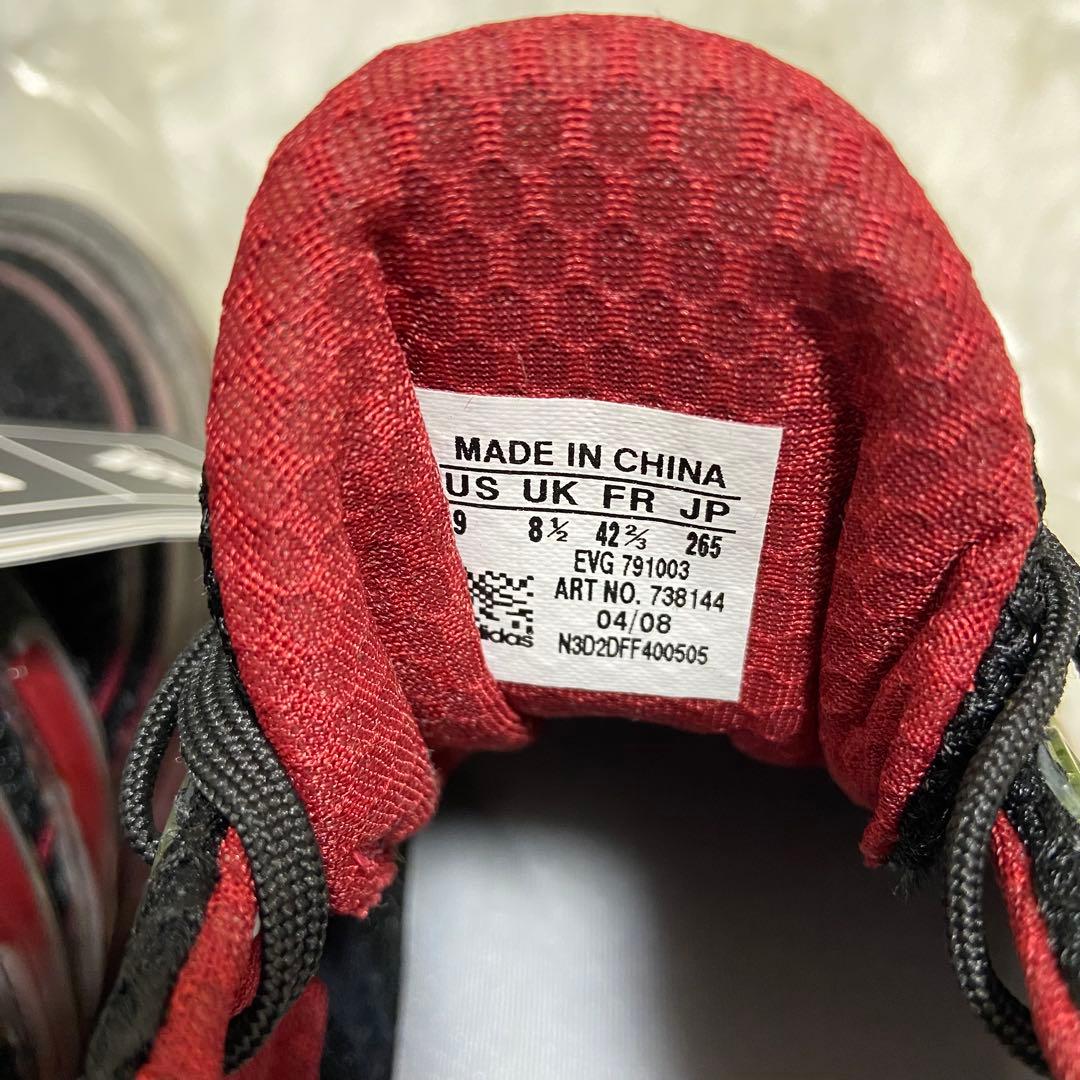 MADE IN CHINA
US UK FR JP
9 8½ 42⅔ 265
EVG 791003
ART NO. 738144
04/08
adidas N3D2DFF400505